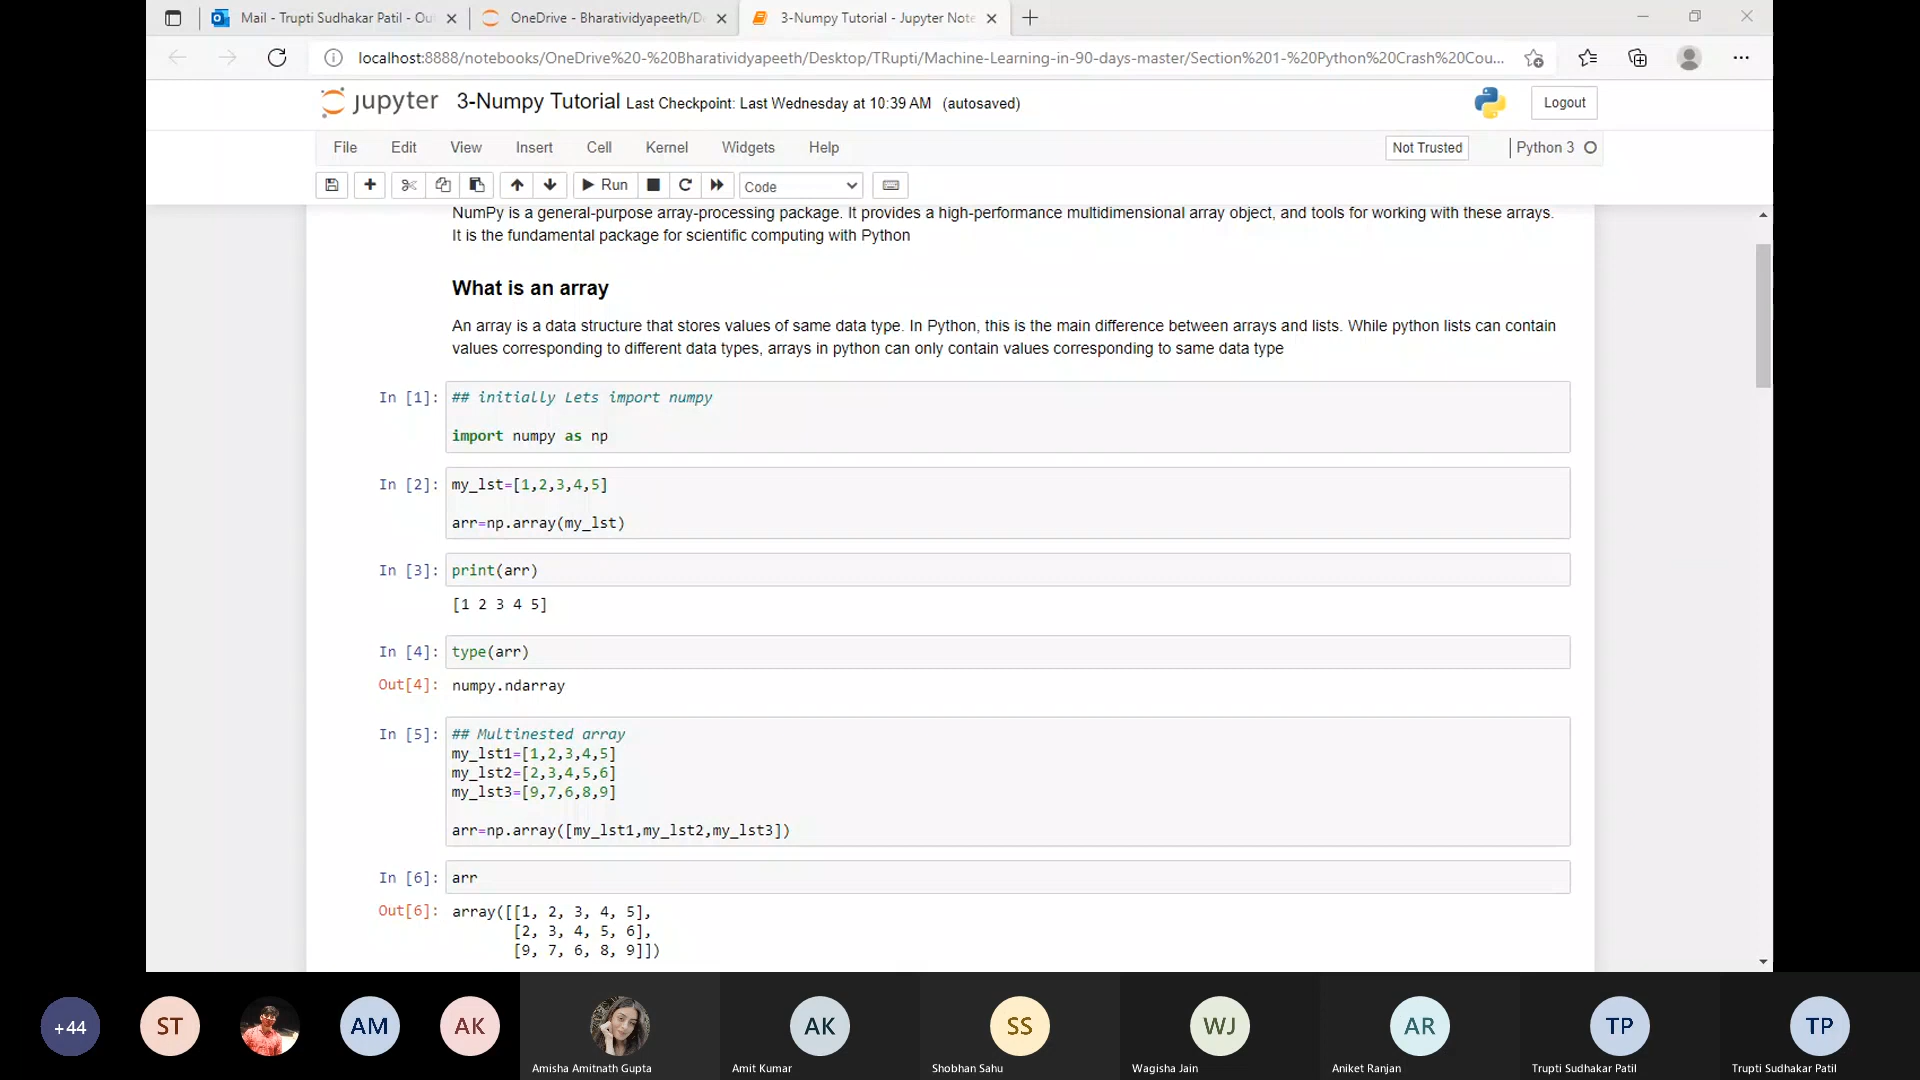 Mail - Trupti Sudhakar Patil - Ou
OneDrive - Bharatividyapeeth/De
3-Numpy Tutorial - Jupyter Note
localhost:8888/notebooks/OneDrive%20-%20Bharatividyapeeth/Desktop/TRupti/Machine-Learning-in-90-days-master/Section%201-%20Python%20Crash%20Cou...
jupyter 3-Numpy Tutorial Last Checkpoint: Last Wednesday at 10:39 AM (autosaved)
Logout
File Edit View Insert Cell Kernel Widgets Help
Not Trusted
Python 3
Run
Code
NumPy is a general-purpose array-processing package. It provides a high-performance multidimensional array object, and tools for working with these arrays.
It is the fundamental package for scientific computing with Python
What is an array
An array is a data structure that stores values of same data type. In Python, this is the main difference between arrays and lists. While python lists can contain
values corresponding to different data types, arrays in python can only contain values corresponding to same data type
In [1]: ## initially Lets import numpy
import numpy as np
In [2]: my_lst=[1,2,3,4,5]
arr=np.array(my_lst)
In [3]: print(arr)
[1 2 3 4 5]
In [4]: type(arr)
Out[4]: numpy.ndarray
In [5]: ## Multinested array
my_lst1=[1,2,3,4,5]
my_lst2=[2,3,4,5,6]
my_lst3=[9,7,6,8,9]
arr=np.array([my_lst1,my_lst2,my_lst3])
In [6]: arr
Out[6]: array([[1, 2, 3, 4, 5],
[2, 3, 4, 5, 6],
[9, 7, 6, 8, 9]])
+44
ST
AM
AK
AK
SS
WJ
AR
TP
TP
Amisha Amitnath Gupta
Amit Kumar
Shobhan Sahu
Wagisha Jain
Aniket Ranjan
Trupti Sudhakar Patil
Trupti Sudhakar Patil